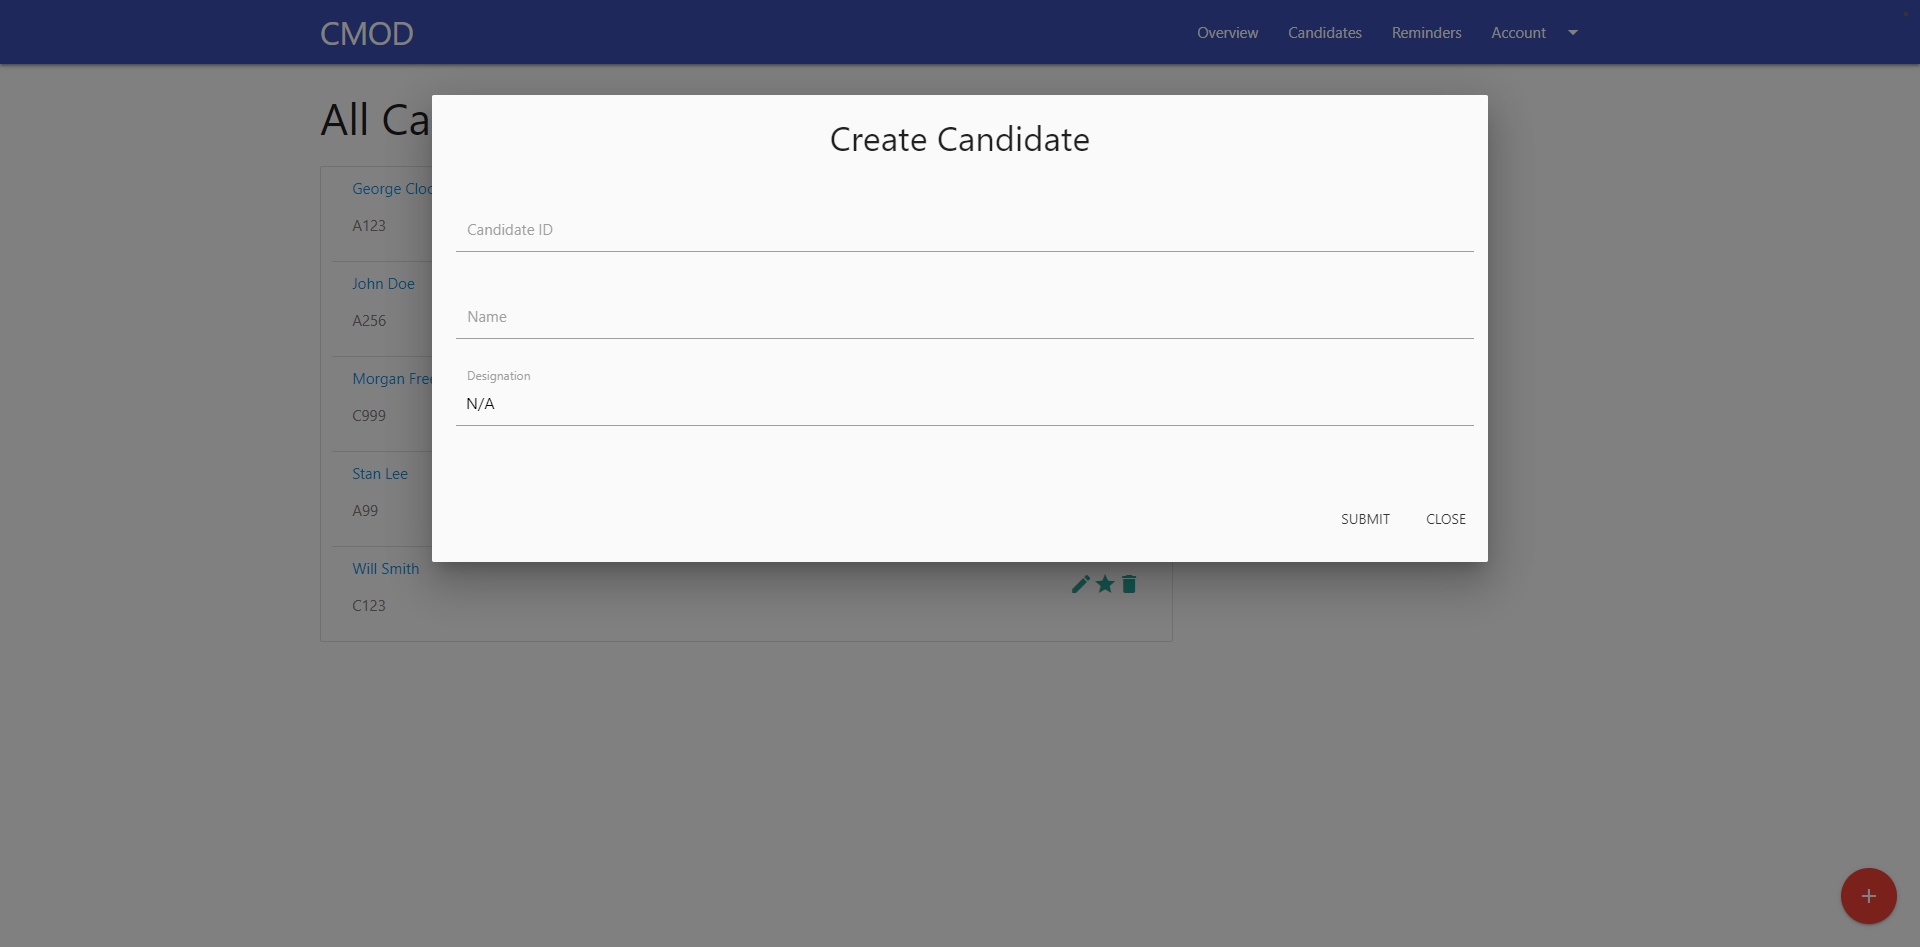 CMOD
Overview
Candidates
Reminders
Account
All Ca
Create Candidate
George Cloo
A123
Candidate ID
John Doe
A256
Name
Morgan Free
C999
Designation
N/A
Stan Lee
A99
SUBMIT
CLOSE
Will Smith
C123